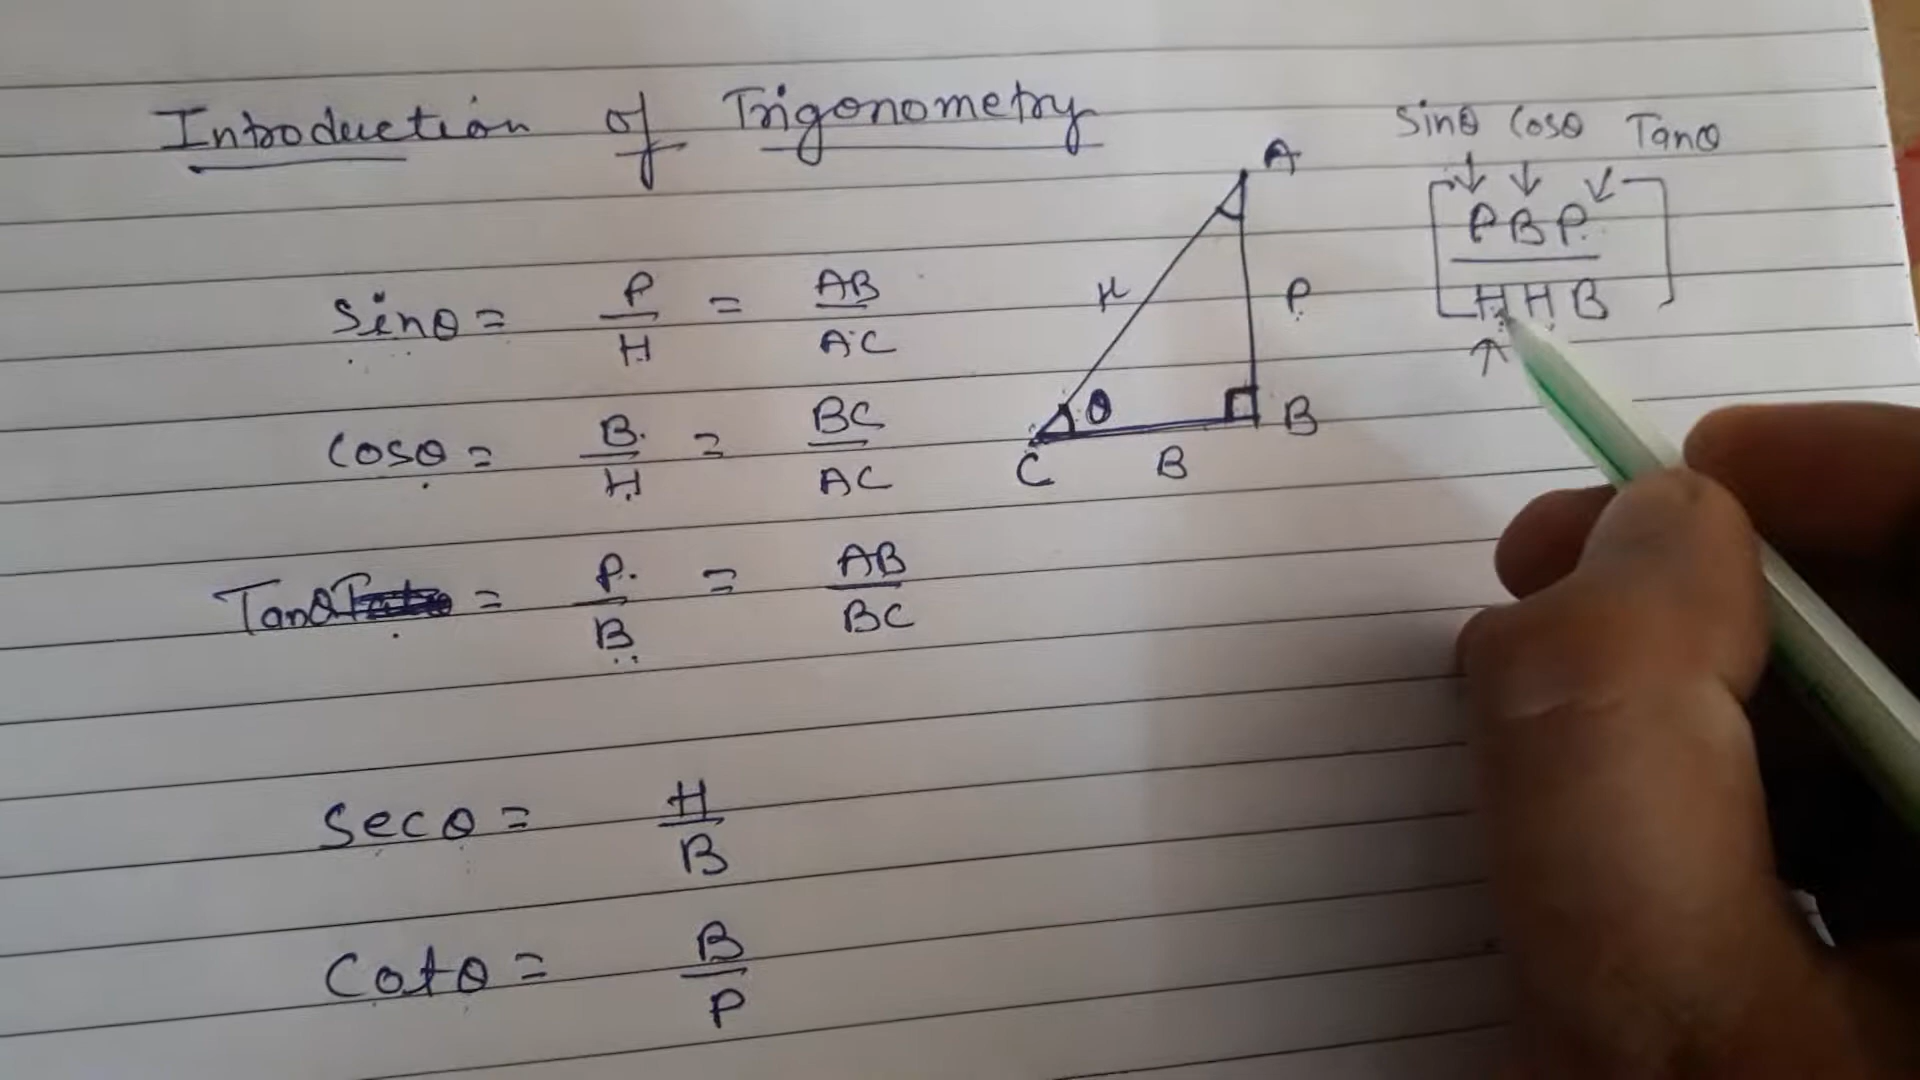 Introduction of Trigonometry
Sinθ Cosθ Tanθ
↓ ↓ ↓
P B P
H H B
↑
A
H
P
θ
C
B
B
Sinθ = P/H = AB/AC
Cosθ = B/H = BC/AC
Tanθ = P/B = AB/BC
Secθ = H/B
Cotθ = B/P